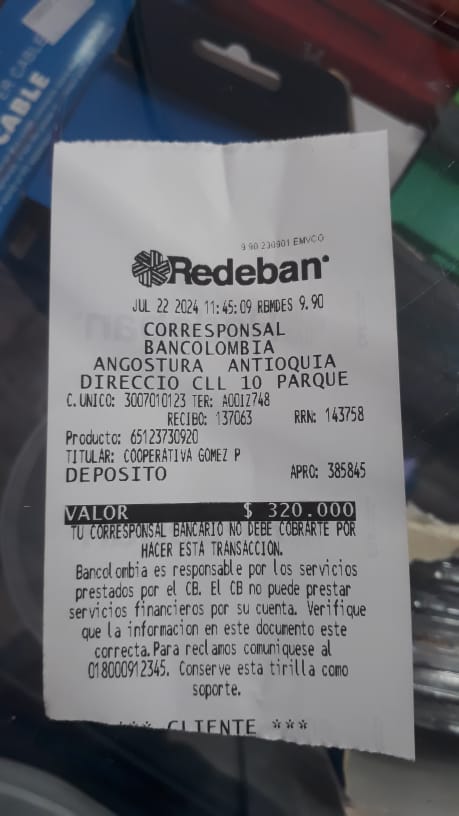 CABLE
9.90 230901 EMVCO
Redeban
JUL 22 2024 11:45:09 RBMDES 9.90
CORRESPONSAL
BANCOLOMBIA
ANGOSTURA ANTIOQUIA
DIRECCIO CLL 10 PARQUE
C. UNICO: 3007010123 TER: A00IZ748
RECIBO: 137063 RRN: 143758
Producto: 65123730920
TITULAR: COOPERATIVA GOMEZ P
DEPOSITO APRO: 385845
VALOR $ 320.000
TU CORRESPONSAL BANCARIO NO DEBE COBRARTE POR
HACER ESTA TRANSACCIÓN.
Bancolombia es responsable por los servicios
prestados por el CB. El CB no puede prestar
servicios financieros por su cuenta. Verifique
que la informacion en este documento este
correcta.Para reclamos comuniquese al
018000912345. Conserve esta tirilla como
soporte.
*** CLIENTE ***